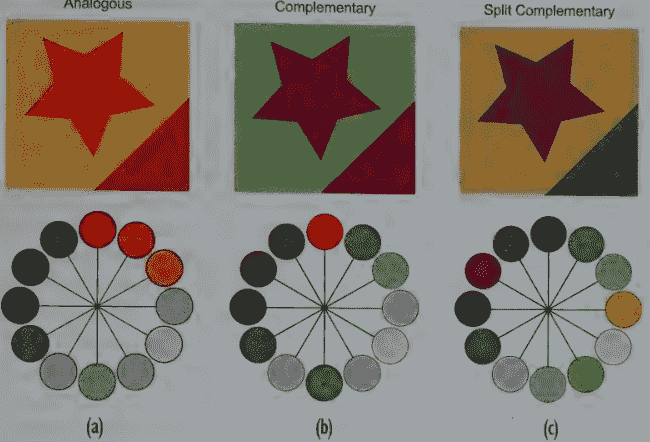 Analogous
Complementary
Split Complementary
(a)
(b)
(c)